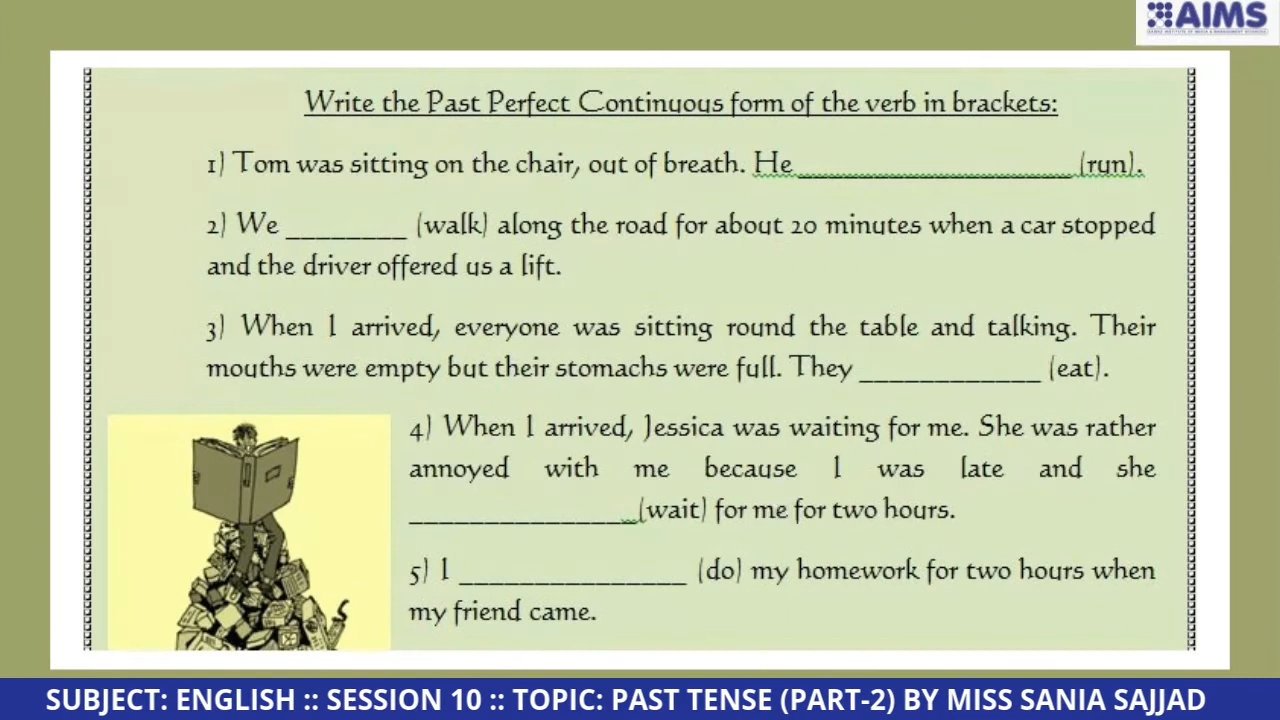 AIMS
Write the Past Perfect Continuous form of the verb in brackets:
1) Tom was sitting on the chair, out of breath. He ___________________ (run).
2) We ________ (walk) along the road for about 20 minutes when a car stopped
and the driver offered us a lift.
3) When I arrived, everyone was sitting round the table and talking. Their
mouths were empty but their stomachs were full. They ____________ (eat).
4) When I arrived, Jessica was waiting for me. She was rather
annoyed with me because I was late and she
_______________(wait) for me for two hours.
5) I _______________ (do) my homework for two hours when
my friend came.
SUBJECT: ENGLISH :: SESSION 10 :: TOPIC: PAST TENSE (PART-2) BY MISS SANIA SAJJAD